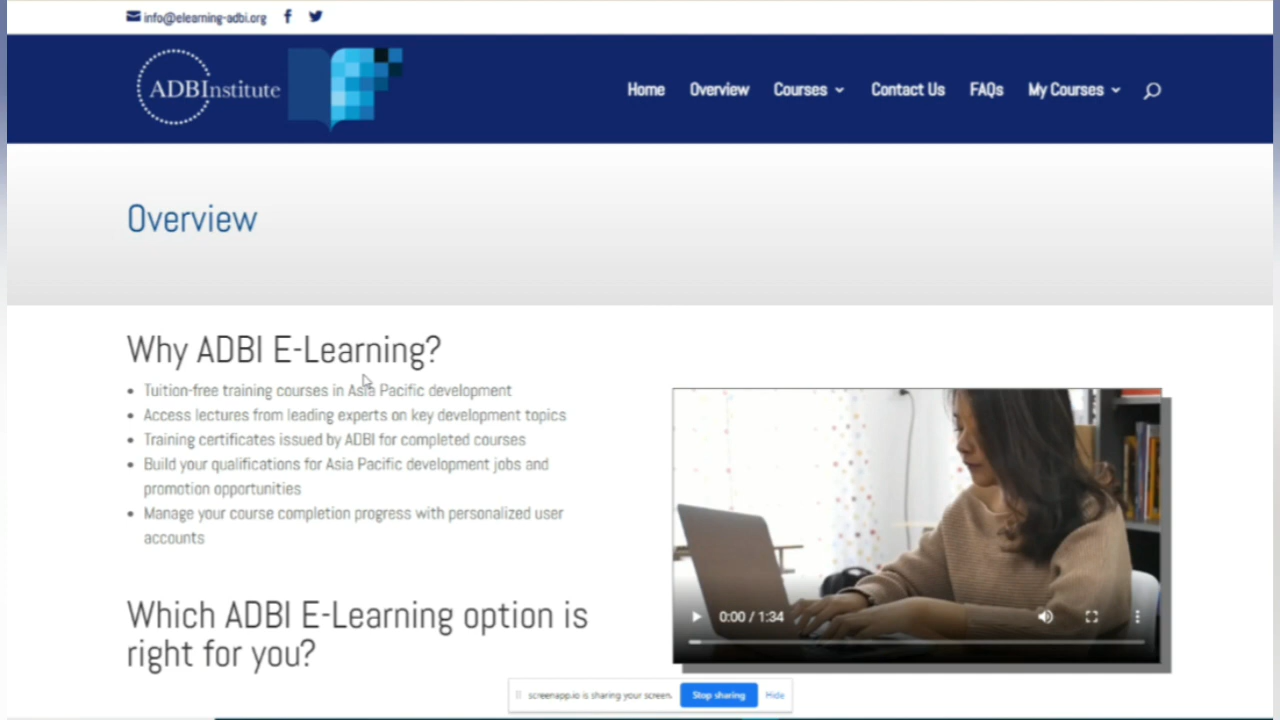 info@elearning-adbi.org
ADBInstitute
Home Overview Courses Contact Us FAQs My Courses
Overview
Why ADBI E-Learning?
• Tuition-free training courses in Asia Pacific development
• Access lectures from leading experts on key development topics
• Training certificates issued by ADBI for completed courses
• Build your qualifications for Asia Pacific development jobs and
promotion opportunities
• Manage your course completion progress with personalized user
accounts
Which ADBI E-Learning option is
right for you?
0:00 / 1:34
screenapp.io is sharing your screen. Stop sharing Hide